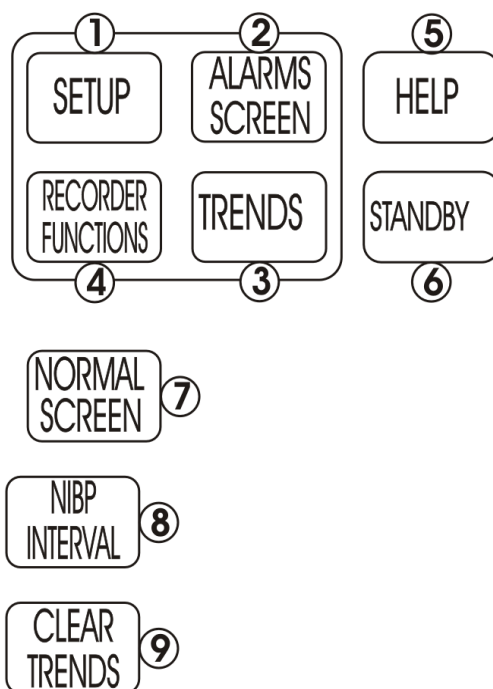 1
2
5
SETUP
ALARMS
SCREEN
HELP
RECORDER
FUNCTIONS
TRENDS
STANDBY
4
3
6
NORMAL
SCREEN
7
NIBP
INTERVAL
8
CLEAR
TRENDS
9